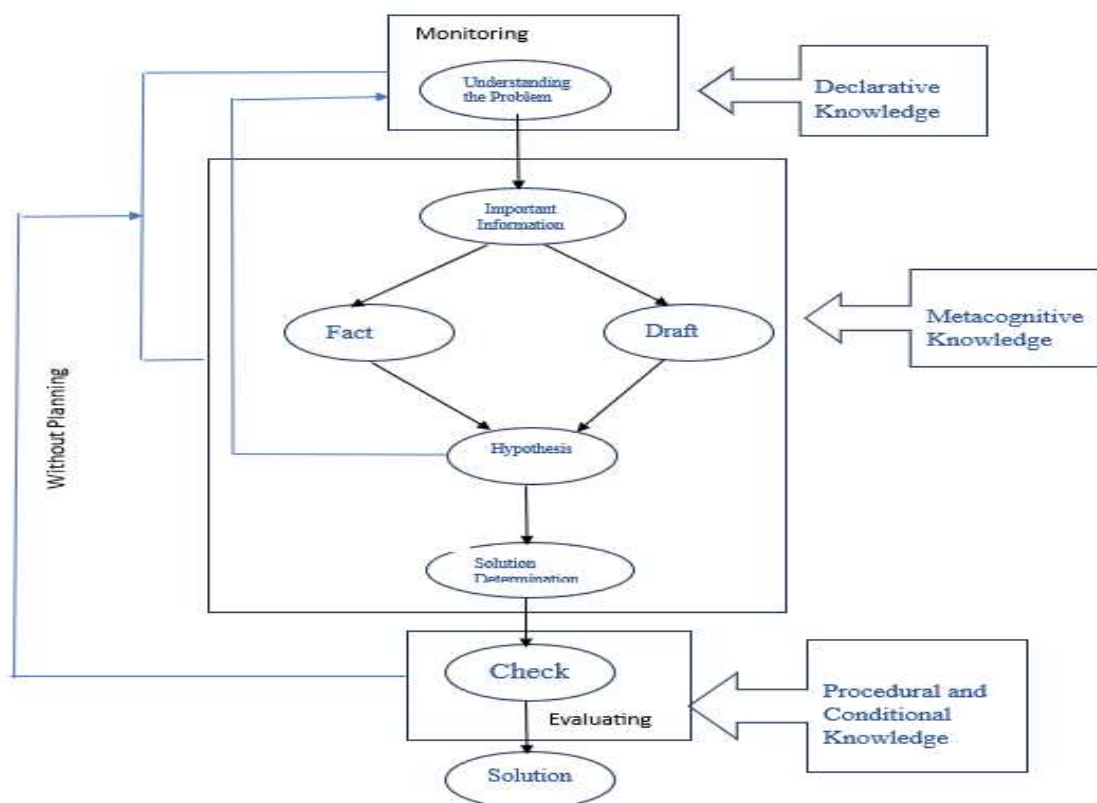 Monitoring
Understanding
the Problem
Declarative
Knowledge
Important
Information
Fact
Draft
Metacognitive
Knowledge
Without Planning
Hypothesis
Solution
Determination
Check
Evaluating
Procedural and
Conditional
Knowledge
Solution